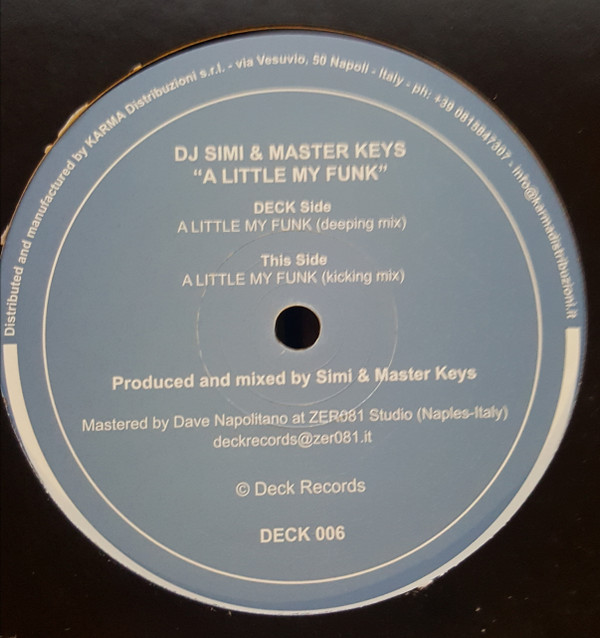 Distributed and manufactured by KARMA Distribuzioni s.r.l. - via Vesuvio, 50 Napoli - Italy - ph: +39 0815847307 - info@karmadistribuzioni.it
DJ SIMI & MASTER KEYS
“A LITTLE MY FUNK”
DECK Side
A LITTLE MY FUNK (deeping mix)
This Side
A LITTLE MY FUNK (kicking mix)
Produced and mixed by Simi & Master Keys
Mastered by Dave Napolitano at ZER081 Studio (Naples-Italy)
deckrecords@zer081.it
© Deck Records
DECK 006